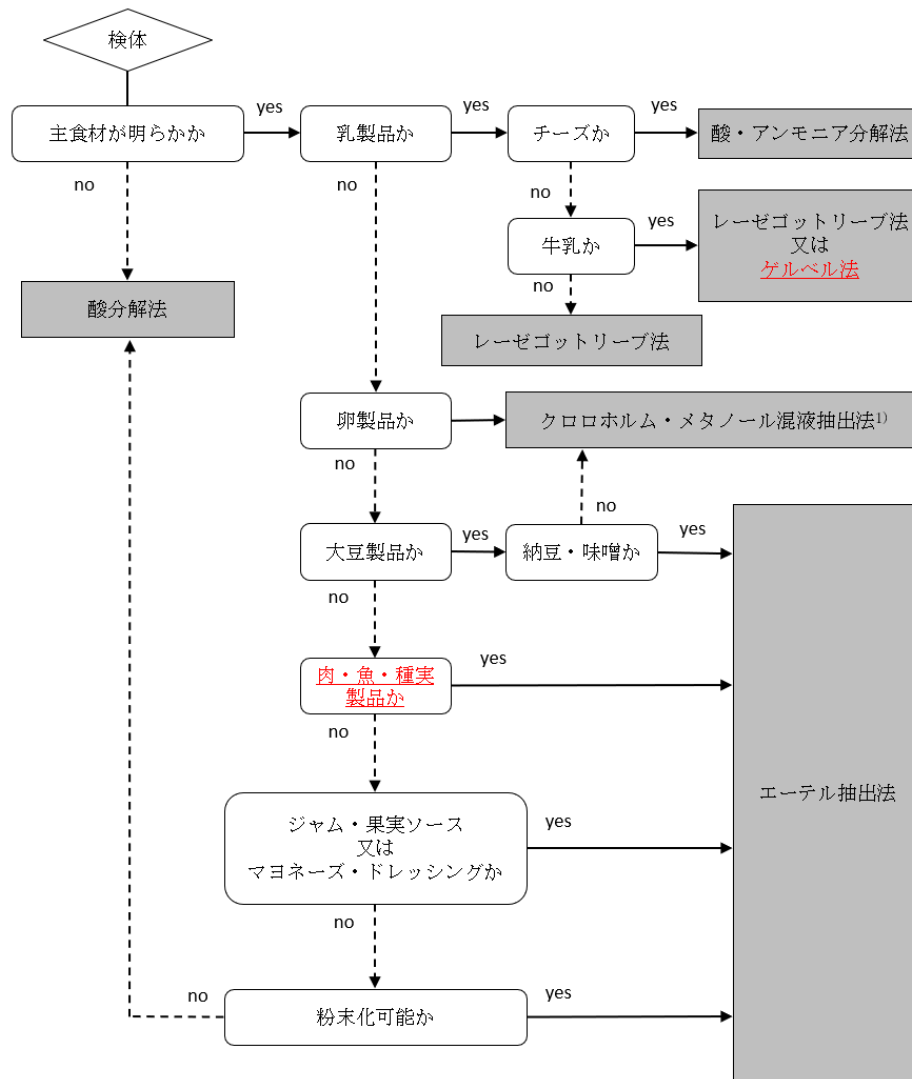 検体
主食材が明らかか
yes
乳製品か
yes
チーズか
yes
酸・アンモニア分解法
no
no
no
牛乳か
yes
レーゼゴットリーブ法
又は
ゲルベル法
no
酸分解法
レーゼゴットリーブ法
卵製品か
クロロホルム・メタノール混液抽出法1)
no
no
大豆製品か
yes
納豆・味噌か
yes
no
肉・魚・種実
製品か
yes
no
エーテル抽出法
ジャム・果実ソース
又は
マヨネーズ・ドレッシングか
yes
no
no
粉末化可能か
yes